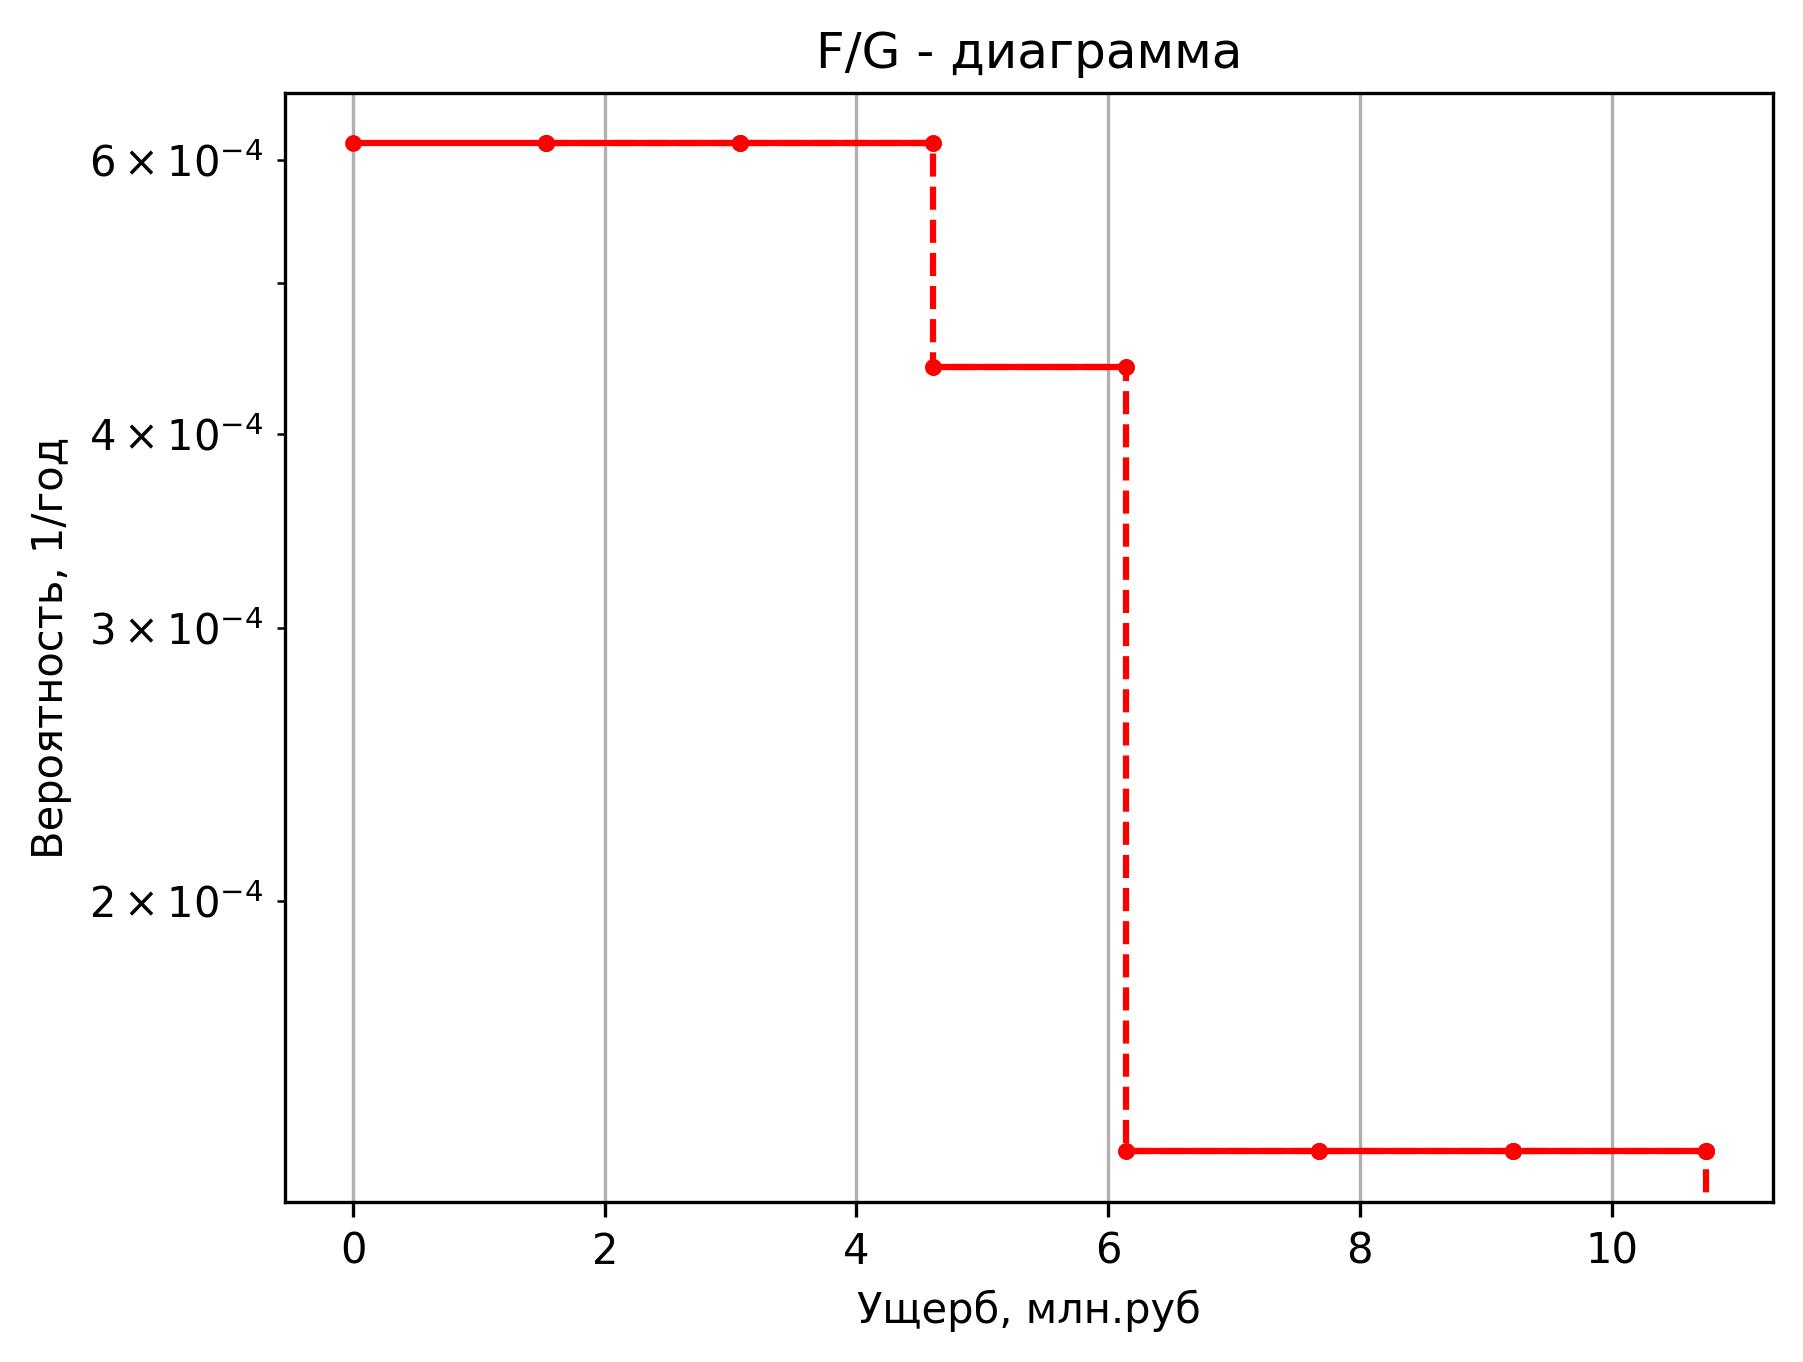 F/G - диаграмма
6 × 10⁻⁴
4 × 10⁻⁴
3 × 10⁻⁴
2 × 10⁻⁴
Вероятность, 1/год
0 2 4 6 8 10
Ущерб, млн.руб